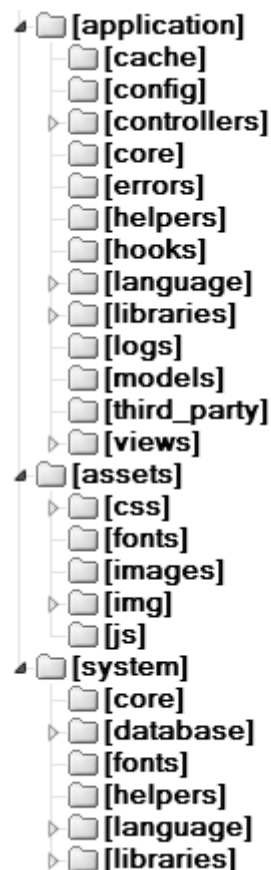 [application]
[cache]
[config]
[controllers]
[core]
[errors]
[helpers]
[hooks]
[language]
[libraries]
[logs]
[models]
[third_party]
[views]
[assets]
[css]
[fonts]
[images]
[img]
[js]
[system]
[core]
[database]
[fonts]
[helpers]
[language]
[libraries]